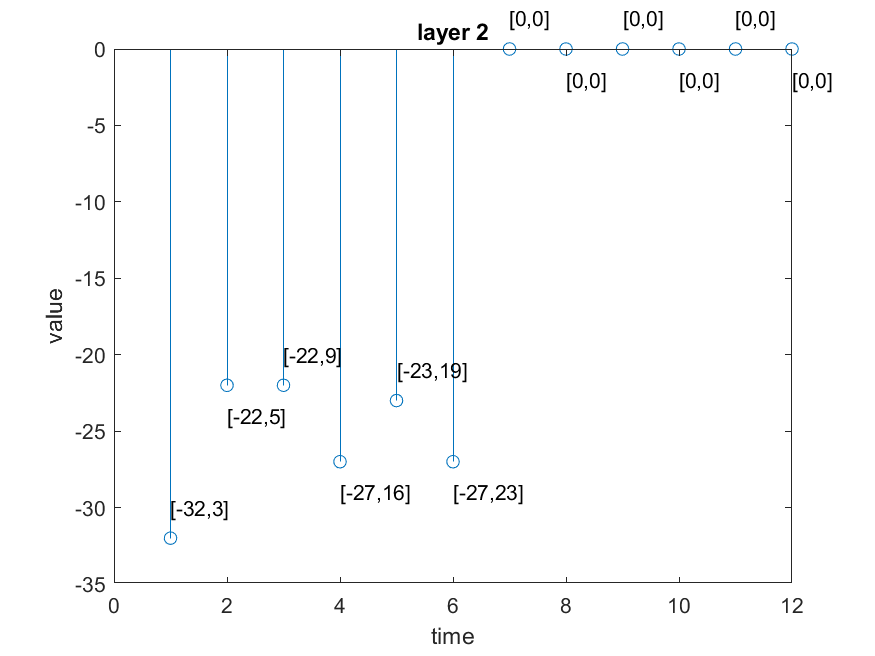 [0,0] [0,0] [0,0]
layer 2
0
[0,0] [0,0] [0,0]
-5
-10
-15
value
-20
[-22,9]
[-23,19]
[-22,5]
-25
[-27,16] [-27,23]
-30
[-32,3]
-35
0 2 4 6 8 10 12
time